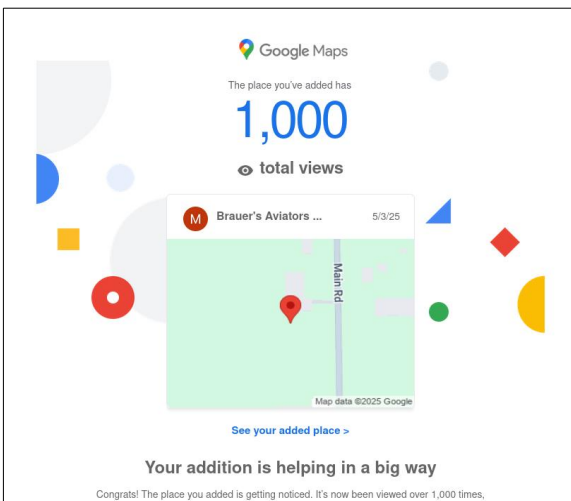 Google Maps
The place you've added has
1,000
total views
M
Brauer's Aviators ...
5/3/25
Main Rd
Map data ©2025 Google
See your added place >
Your addition is helping in a big way
Congrats! The place you added is getting noticed. It's now been viewed over 1,000 times,